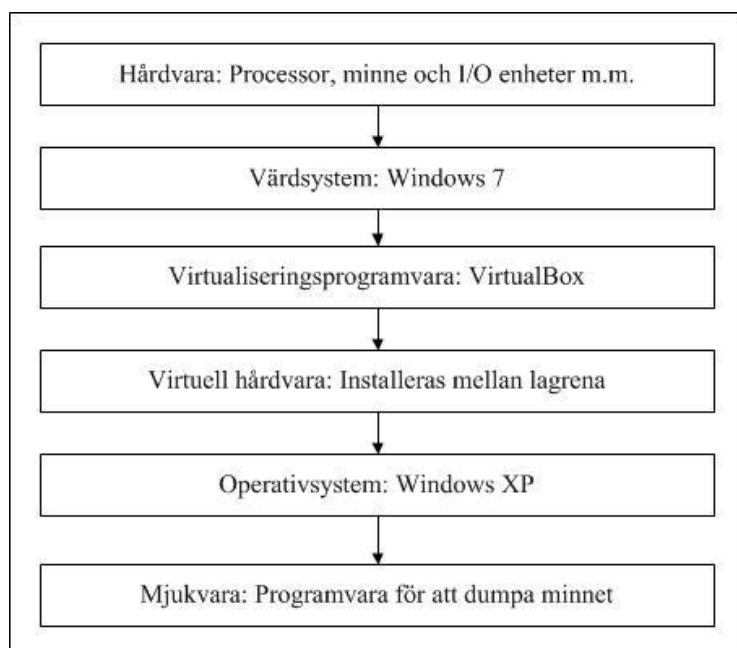 Hårdvara: Processor, minne och I/O enheter m.m.
Värdsystem: Windows 7
Virtualiseringsprogramvara: VirtualBox
Virtuell hårdvara: Installeras mellan lagrena
Operativsystem: Windows XP
Mjukvara: Programvara för att dumpa minnet